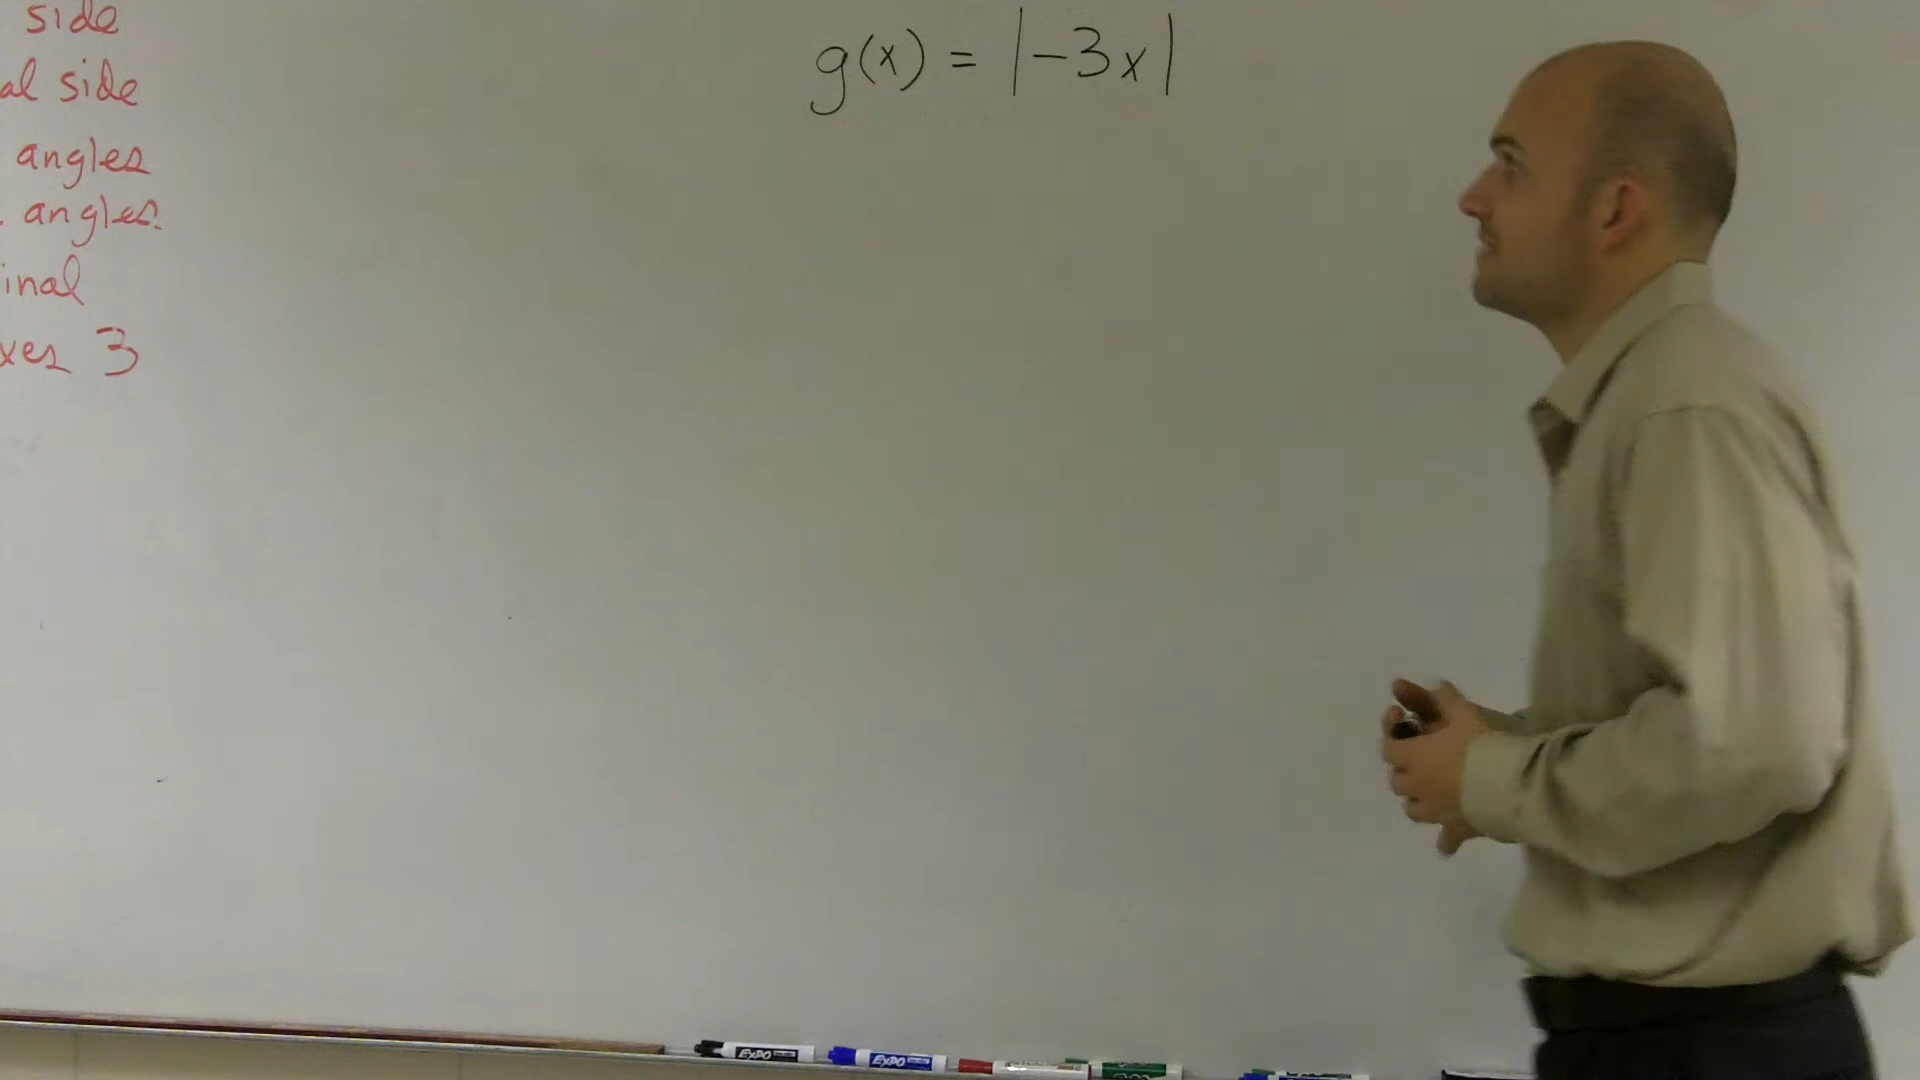 side
al side
angles
angles.
inal
xes 3
g(x) = |-3x|
EXPO
EXPO